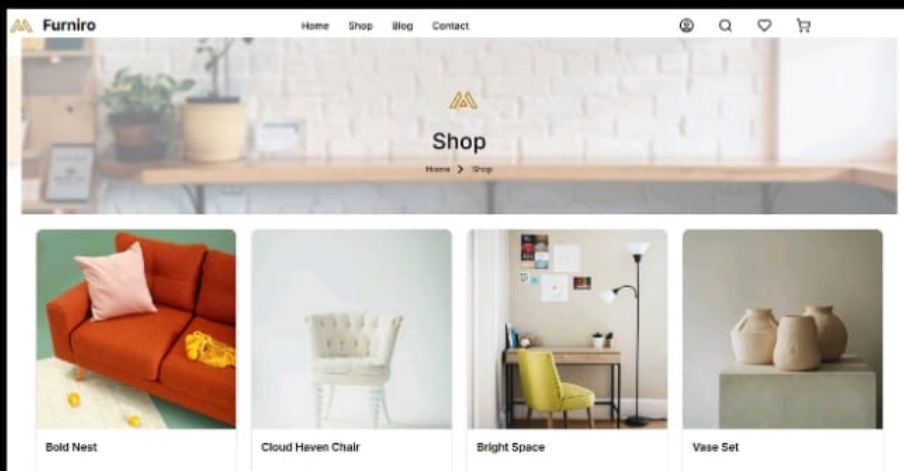 Furniro
Home Shop Blog Contact
Shop
Home > Shop
Bold Nest
Cloud Haven Chair
Bright Space
Vase Set